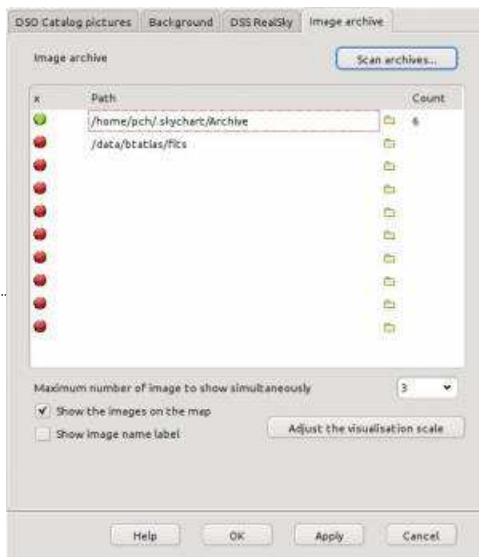 DSO Catalog pictures Background DSS RealSky Image archive
Image archive Scan archives...
x Path Count
/home/pch/.skychart/Archive 6
/data/btatlas/fits
Maximum number of image to show simultaneously 3
Show the images on the map
Show image name label Adjust the visualisation scale
Help OK Apply Cancel